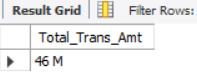 Result Grid Filter Rows:
Total_Trans_Amt
46 M